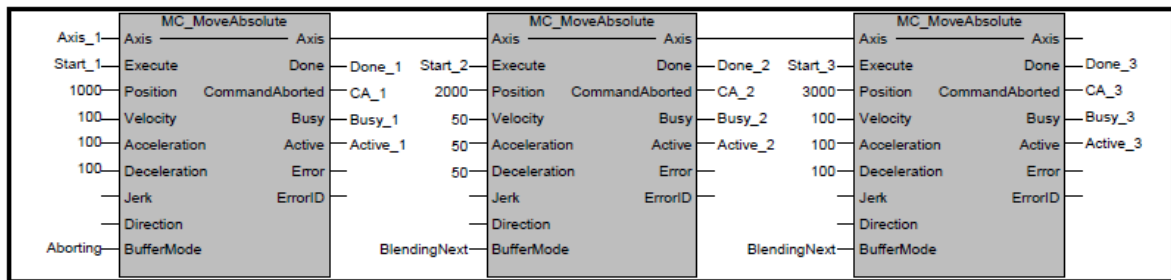 MC_MoveAbsolute MC_MoveAbsolute MC_MoveAbsolute
Axis_1 Axis Axis Axis Axis Axis Axis
Start_1 Execute Done Done_1 Start_2 Execute Done Done_2 Start_3 Execute Done Done_3
1000 Position CommandAborted CA_1 2000 Position CommandAborted CA_2 3000 Position CommandAborted CA_3
100 Velocity Busy Busy_1 50 Velocity Busy Busy_2 100 Velocity Busy Busy_3
100 Acceleration Active Active_1 50 Acceleration Active Active_2 100 Acceleration Active Active_3
100 Deceleration Error 50 Deceleration Error 100 Deceleration Error
Jerk ErrorID Jerk ErrorID Jerk ErrorID
Direction Direction Direction
Aborting BufferMode BlendingNext BufferMode BlendingNext BufferMode